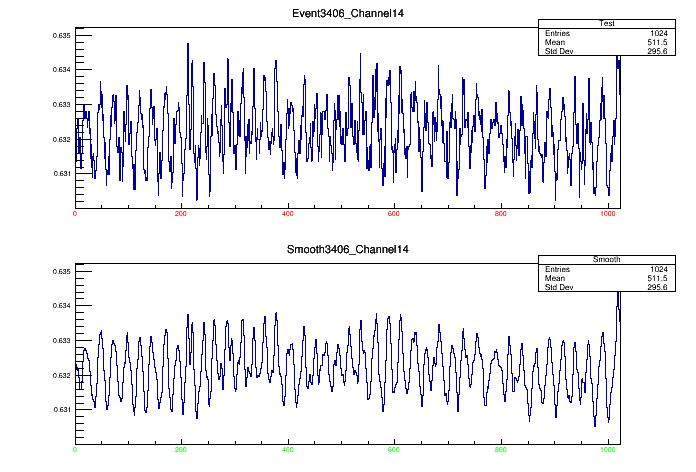 Event3406_Channel14
Test
Entries 1024
Mean 511.5
Std Dev 295.6
0.635
0.634
0.633
0.632
0.631
0 200 400 600 800 1000
Smooth3406_Channel14
Smooth
Entries 1024
Mean 511.5
Std Dev 295.6
0.635
0.634
0.633
0.632
0.631
0 200 400 600 800 1000